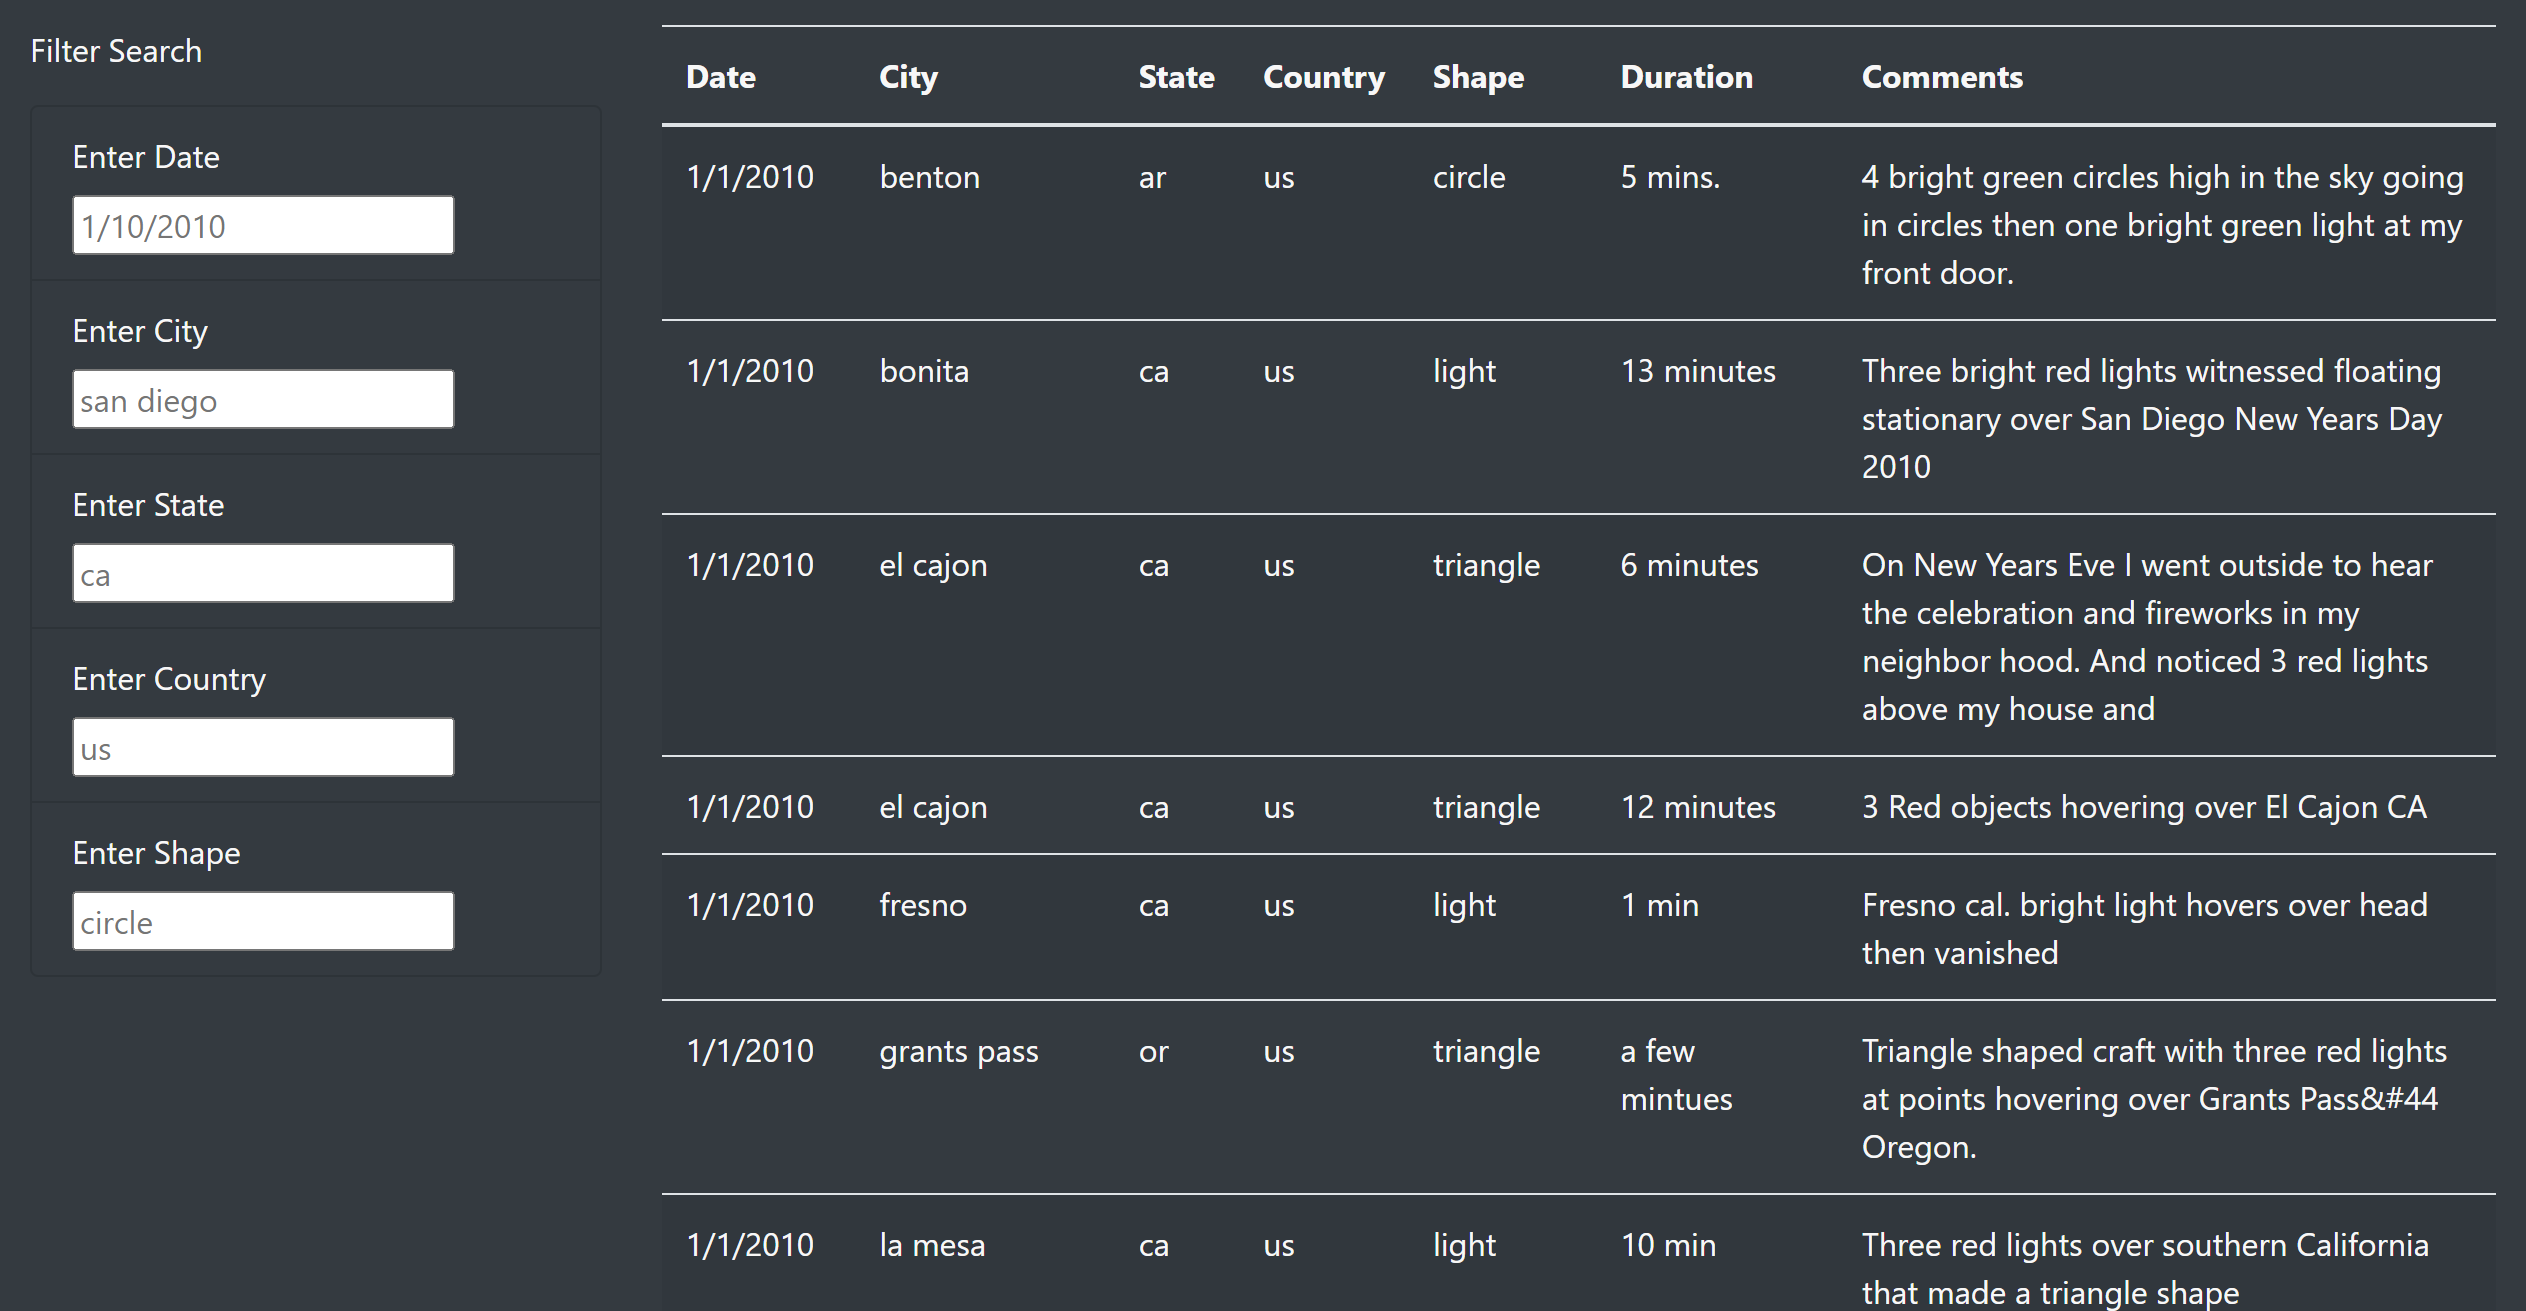 Filter Search
Enter Date
1/10/2010
Enter City
san diego
Enter State
ca
Enter Country
us
Enter Shape
circle
Date City State Country Shape Duration Comments
1/1/2010 benton ar us circle 5 mins. 4 bright green circles high in the sky going
in circles then one bright green light at my
front door.
1/1/2010 bonita ca us light 13 minutes Three bright red lights witnessed floating
stationary over San Diego New Years Day
2010
1/1/2010 el cajon ca us triangle 6 minutes On New Years Eve I went outside to hear
the celebration and fireworks in my
neighbor hood. And noticed 3 red lights
above my house and
1/1/2010 el cajon ca us triangle 12 minutes 3 Red objects hovering over El Cajon CA
1/1/2010 fresno ca us light 1 min Fresno cal. bright light hovers over head
then vanished
1/1/2010 grants pass or us triangle a few Triangle shaped craft with three red lights
mintues at points hovering over Grants Pass&#44
Oregon.
1/1/2010 la mesa ca us light 10 min Three red lights over southern California
that made a triangle shape